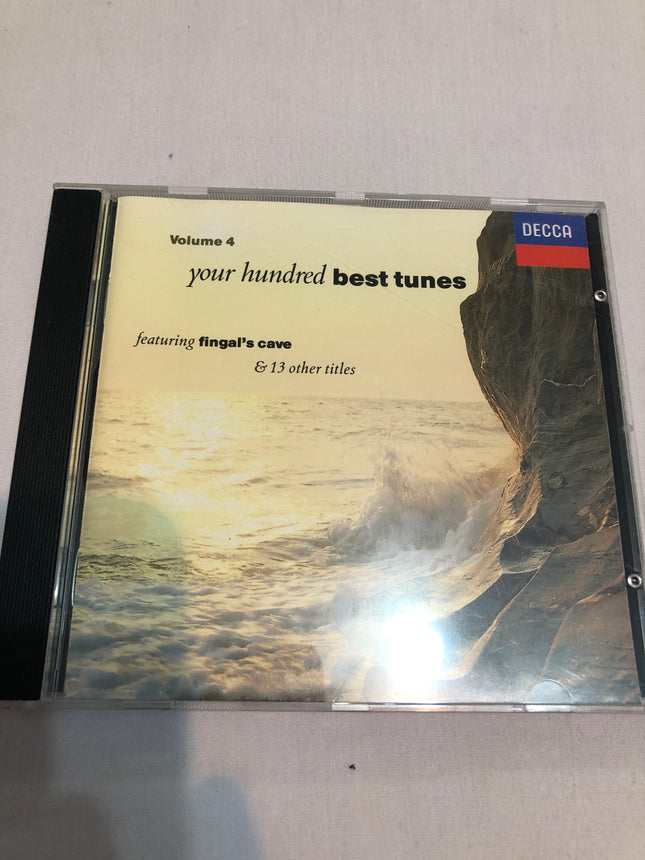 Volume 4
DECCA
your hundred best tunes
featuring fingal's cave
& 13 other titles